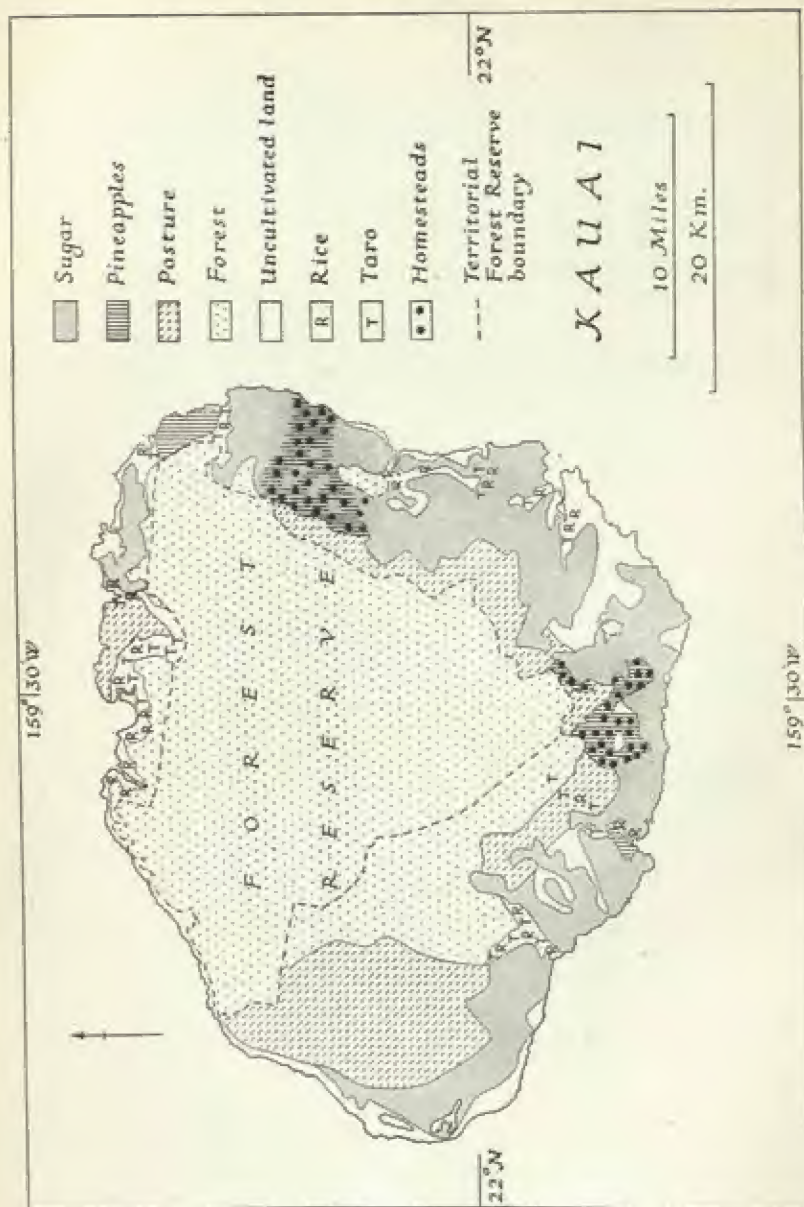 159°30'W
22°N
Sugar
Pineapples
Pasture
Forest
Uncultivated land
R Rice
T Taro
Homesteads
Territorial
Forest Reserve
boundary
KAUAI
10 Miles
20 Km.
FOREST
RESERVE
22°N
159°30'W